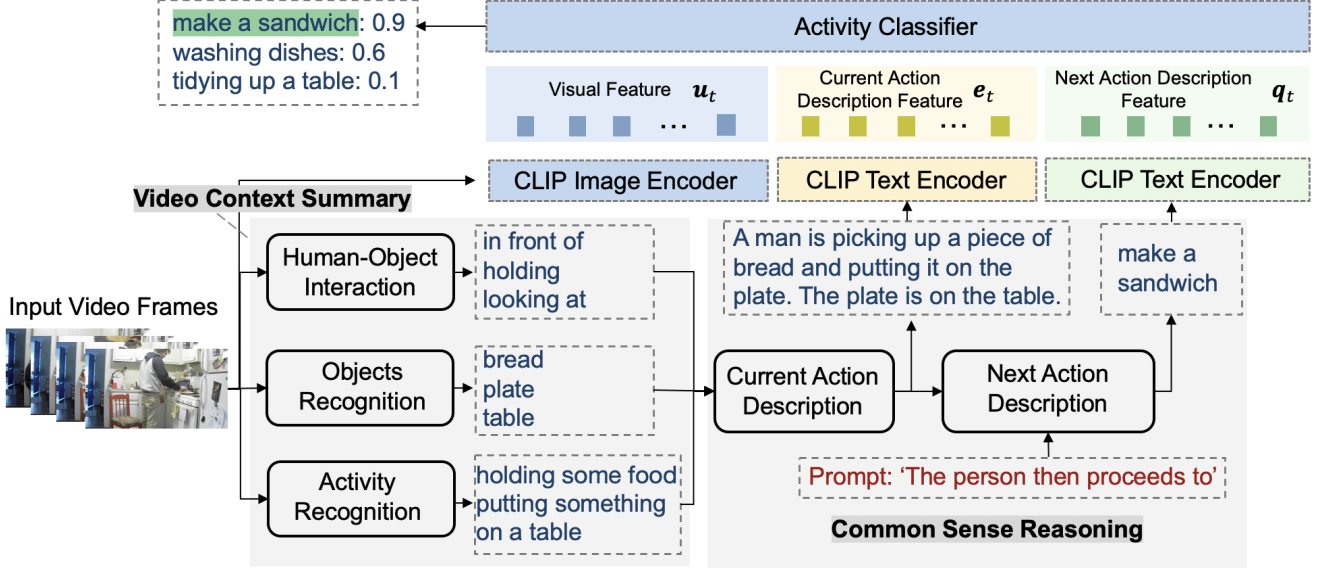 make a sandwich: 0.9
washing dishes: 0.6
tidying up a table: 0.1
Activity Classifier
Visual Feature u_t
Current Action
Description Feature e_t
Next Action Description
Feature q_t
CLIP Image Encoder
CLIP Text Encoder
CLIP Text Encoder
Video Context Summary
Human-Object
Interaction
in front of
holding
looking at
A man is picking up a piece of
bread and putting it on the
plate. The plate is on the table.
make a
sandwich
Input Video Frames
Objects
Recognition
bread
plate
table
Current Action
Description
Next Action
Description
Activity
Recognition
holding some food
putting something
on a table
Prompt: ‘The person then proceeds to’
Common Sense Reasoning